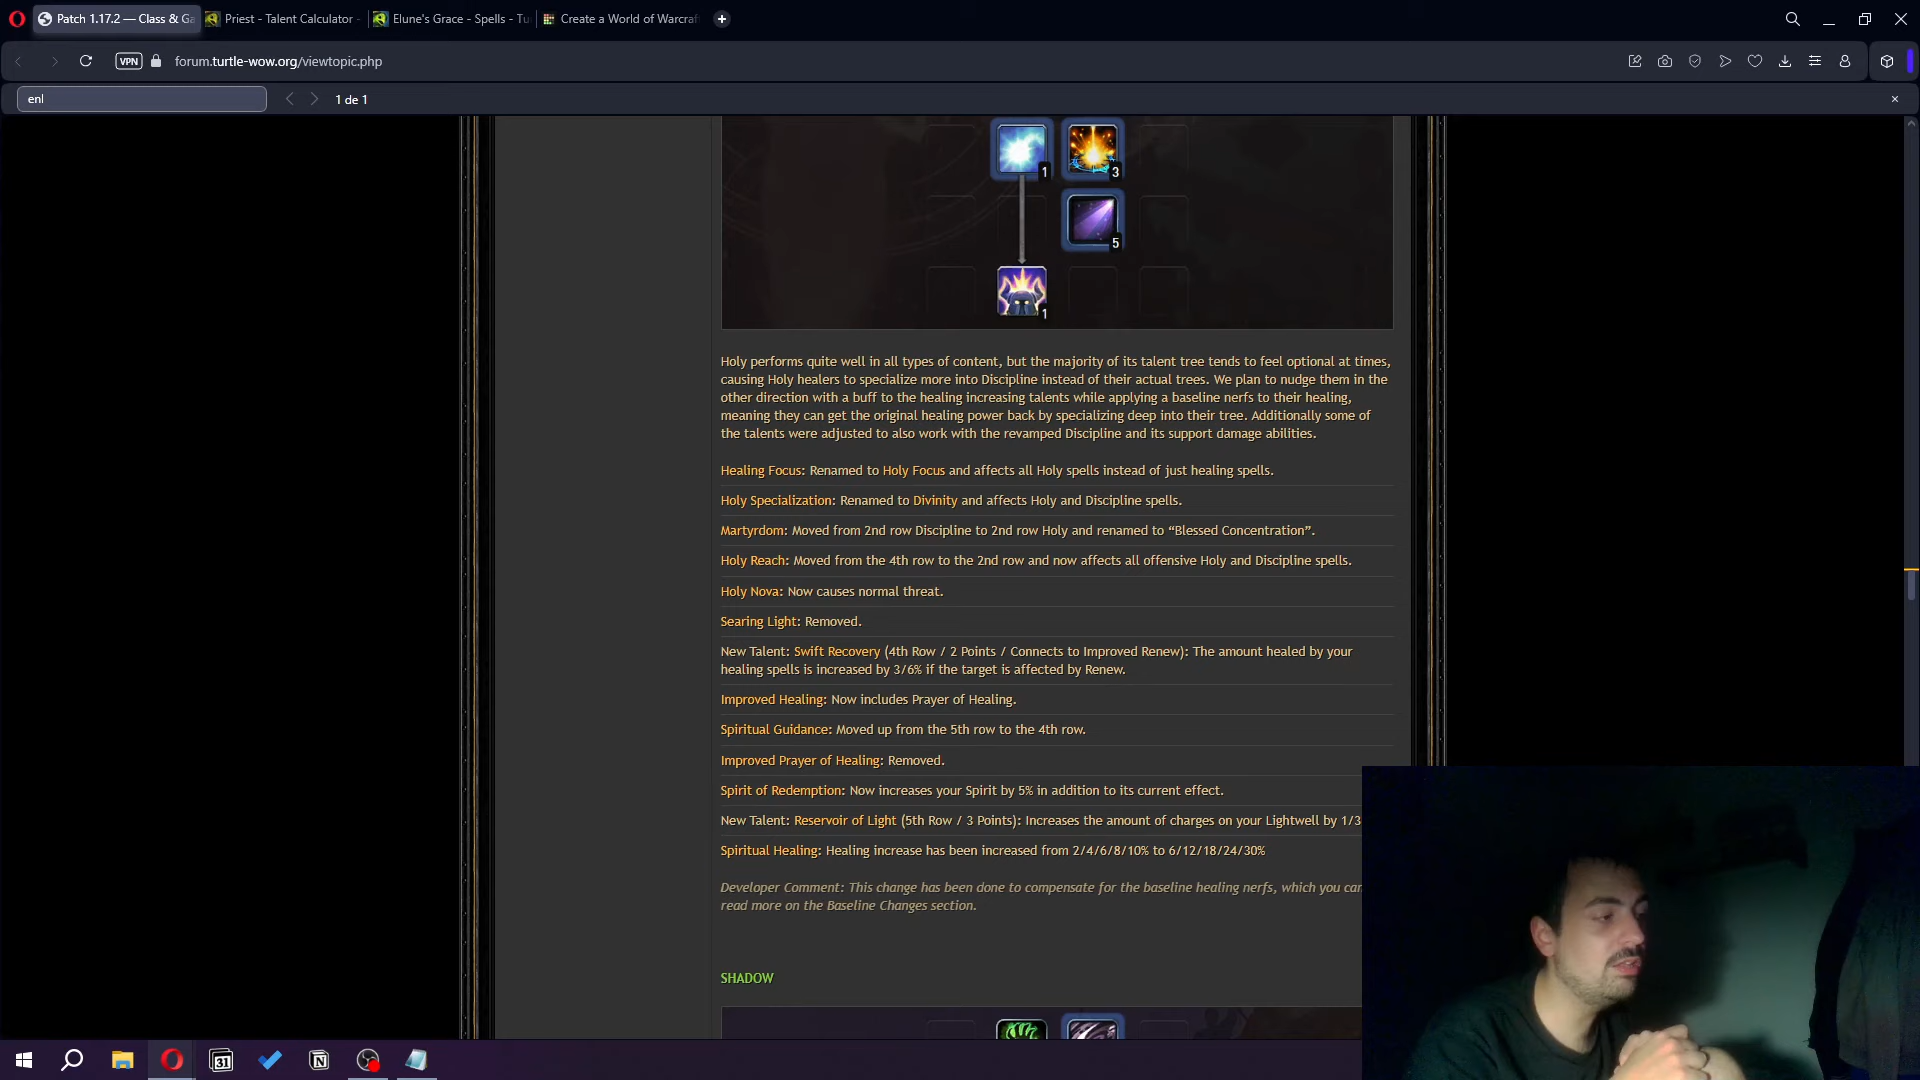 Patch 1.17.2 — Class & Ga
Priest - Talent Calculator -
Elune's Grace - Spells - Tu
Create a World of Warcraf
VPN
forum.turtle-wow.org/viewtopic.php
enl
1 de 1
1
3
5
1
Holy performs quite well in all types of content, but the majority of its talent tree tends to feel optional at times,
causing Holy healers to specialize more into Discipline instead of their actual trees. We plan to nudge them in the
other direction with a buff to the healing increasing talents while applying a baseline nerfs to their healing,
meaning they can get the original healing power back by specializing deep into their tree. Additionally some of
the talents were adjusted to also work with the revamped Discipline and its support damage abilities.
Healing Focus: Renamed to Holy Focus and affects all Holy spells instead of just healing spells.
Holy Specialization: Renamed to Divinity and affects Holy and Discipline spells.
Martyrdom: Moved from 2nd row Discipline to 2nd row Holy and renamed to “Blessed Concentration”.
Holy Reach: Moved from the 4th row to the 2nd row and now affects all offensive Holy and Discipline spells.
Holy Nova: Now causes normal threat.
Searing Light: Removed.
New Talent: Swift Recovery (4th Row / 2 Points / Connects to Improved Renew): The amount healed by your
healing spells is increased by 3/6% if the target is affected by Renew.
Improved Healing: Now includes Prayer of Healing.
Spiritual Guidance: Moved up from the 5th row to the 4th row.
Improved Prayer of Healing: Removed.
Spirit of Redemption: Now increases your Spirit by 5% in addition to its current effect.
New Talent: Reservoir of Light (5th Row / 3 Points): Increases the amount of charges on your Lightwell by 1/3
Spiritual Healing: Healing increase has been increased from 2/4/6/8/10% to 6/12/18/24/30%
Developer Comment: This change has been done to compensate for the baseline healing nerfs, which you can
read more on the Baseline Changes section.
SHADOW
31